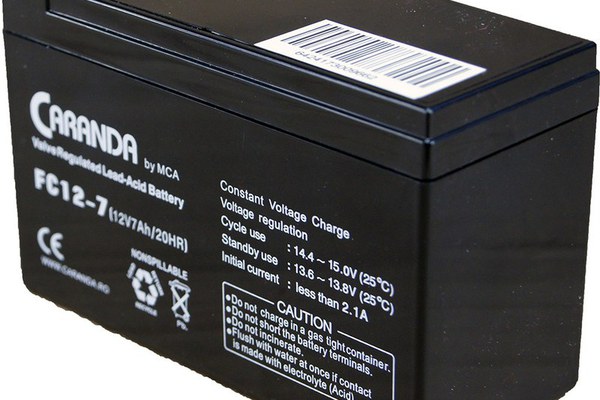 6424173009862
CARANDA
by MCA
Valve Regulated Lead-Acid Battery
FC12-7 (12V7Ah/20HR)
CE
WWW.CARANDA.RO
NONSPILLABLE
Pb
Constant Voltage Charge
Voltage regulation
Cycle use : 14.4 ~ 15.0V (25°C)
Standby use : 13.6 ~ 13.8V (25°C)
Initial current : less than 2.1A
CAUTION
•Do not charge in a gas tight container.
•Do not short the battery terminals.
•Do not incinerate.
•Flush with water at once if contact
is made with electrolyte (Acid)